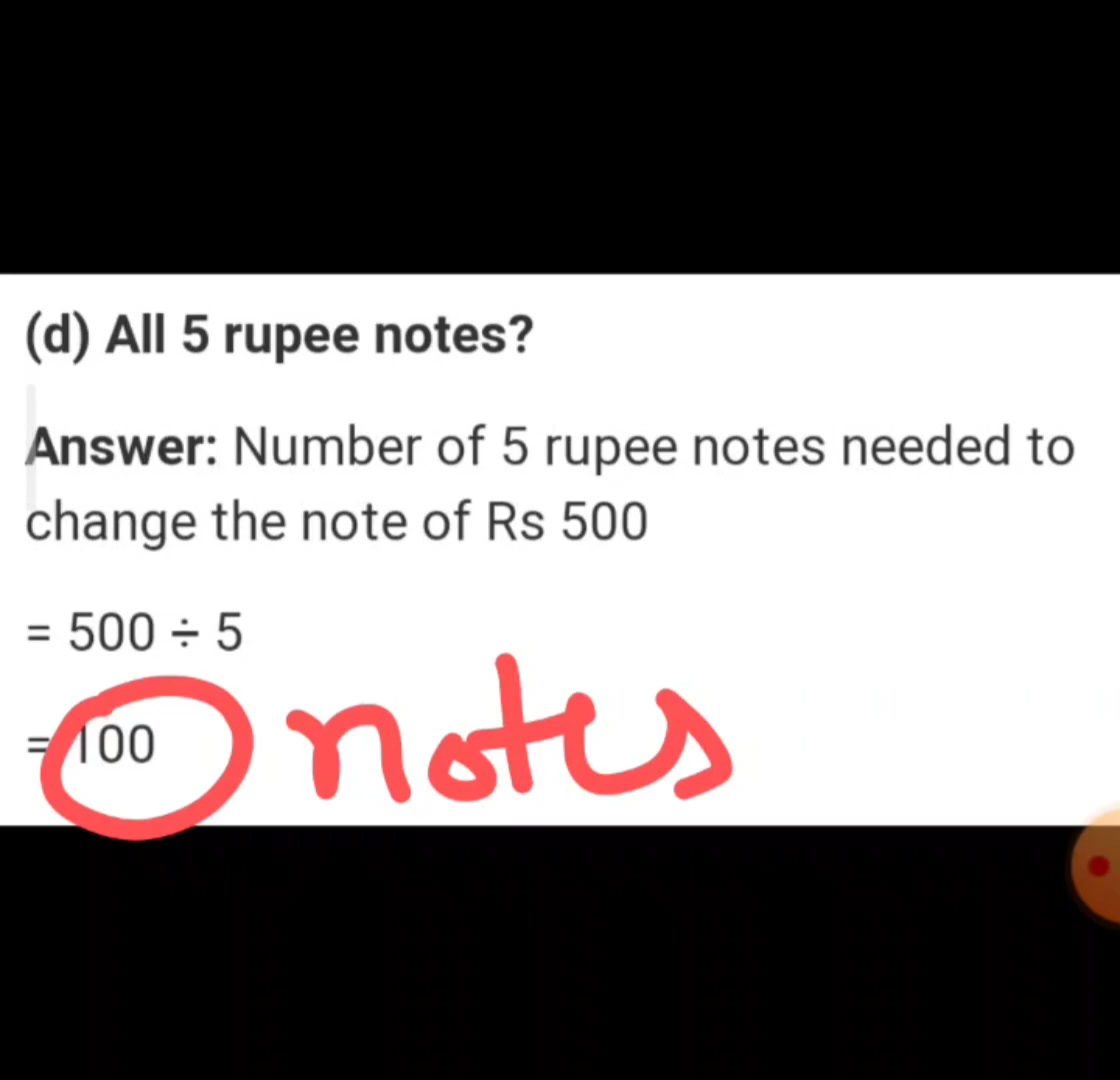 (d) All 5 rupee notes?
Answer: Number of 5 rupee notes needed to
change the note of Rs 500
= 500 ÷ 5
= 100 notes